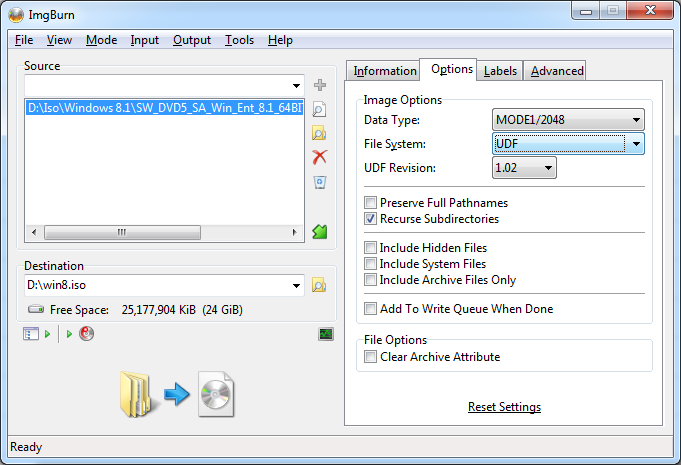 ImgBurn
File View Mode Input Output Tools Help
Source
D:\Iso\Windows 8.1\SW_DVD5_SA_Win_Ent_8.1_64BI
Destination
D:\win8.iso
Free Space: 25,177,904 KiB (24 GiB)
Information Options Labels Advanced
Image Options
Data Type: MODE1/2048
File System: UDF
UDF Revision: 1.02
Preserve Full Pathnames
Recurse Subdirectories
Include Hidden Files
Include System Files
Include Archive Files Only
Add To Write Queue When Done
File Options
Clear Archive Attribute
Reset Settings
Ready